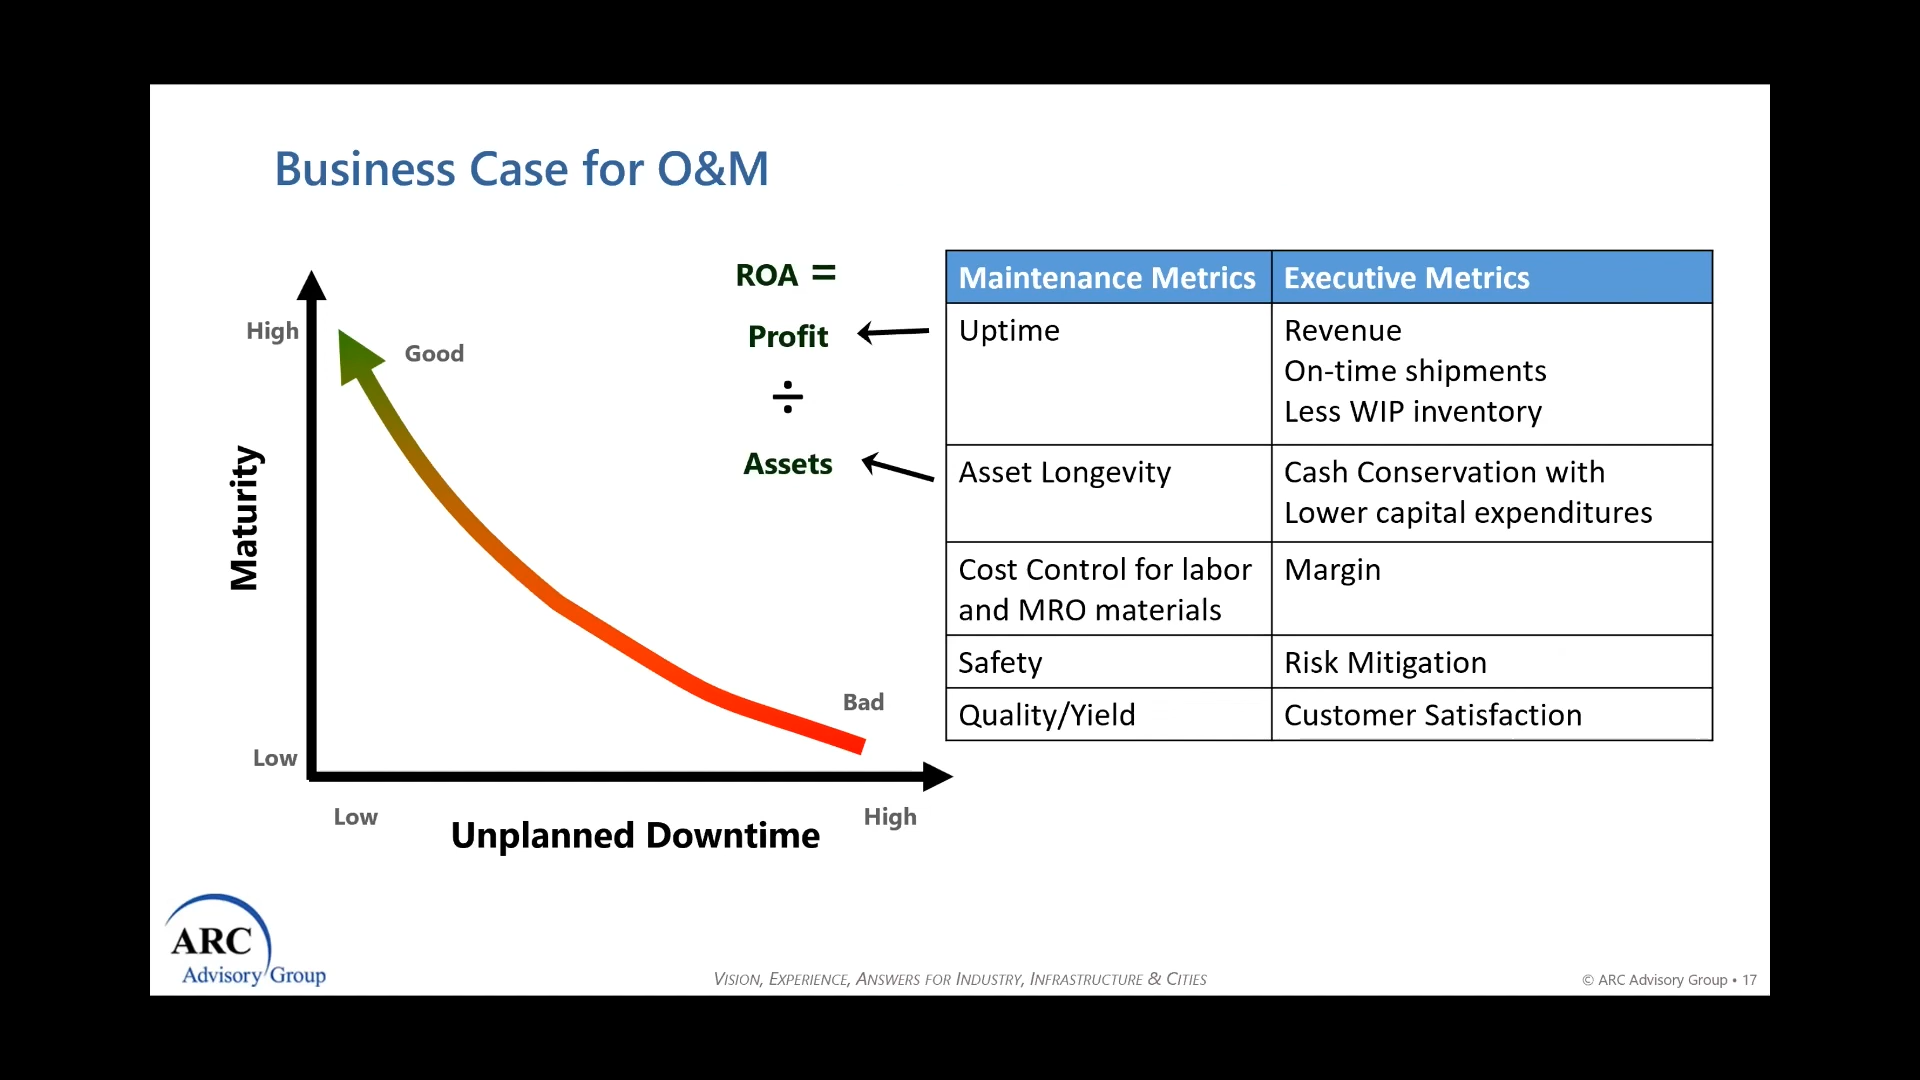 Business Case for O&M
High
Good
Maturity
Low
Bad
Low
High
Unplanned Downtime
ROA =
Profit
÷
Assets
Maintenance Metrics
Executive Metrics
Uptime
Revenue
On-time shipments
Less WIP inventory
Asset Longevity
Cash Conservation with
Lower capital expenditures
Cost Control for labor
and MRO materials
Margin
Safety
Risk Mitigation
Quality/Yield
Customer Satisfaction
ARC
Advisory Group
VISION, EXPERIENCE, ANSWERS FOR INDUSTRY, INFRASTRUCTURE & CITIES
© ARC Advisory Group • 17